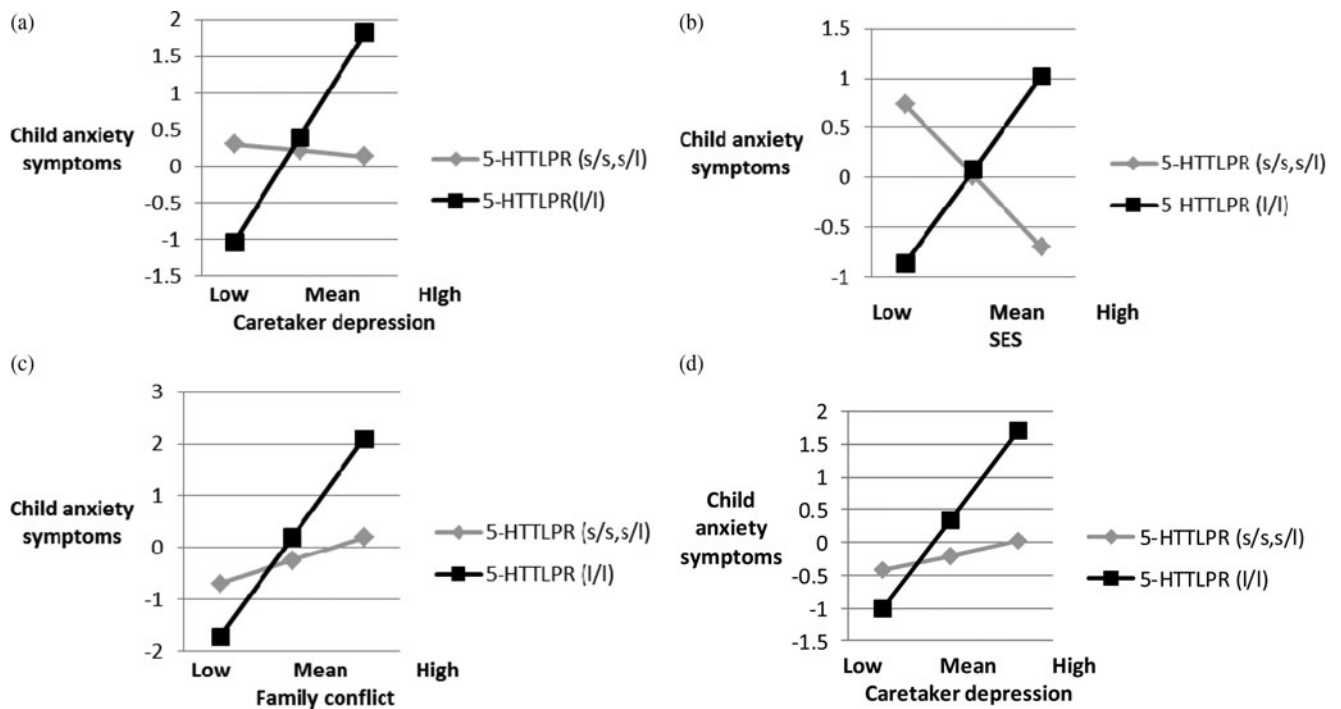 (a)
2
1.5
1
0.5
0
-0.5
-1
-1.5
Child anxiety
symptoms
5-HTTLPR (s/s,s/l)
5-HTTLPR(l/l)
Low Mean High
Caretaker depression
(b)
2
1
0.5
0
-0.5
-1
Child anxiety
symptoms
5-HTTLPR (s/s,s/l)
5 HTTLPR (l/l)
Low Mean High
SES
(c)
3
2
1
0
-1
-2
Child anxiety
symptoms
5-HTTLPR (s/s,s/l)
5-HTTLPR (l/l)
Low Mean High
Family conflict
(d)
2
1.5
1
0.5
0
-0.5
-1
-1.5
Child
anxiety
symptoms
5-HTTLPR (s/s,s/l)
5-HTTLPR (l/l)
Low Mean High
Caretaker depression